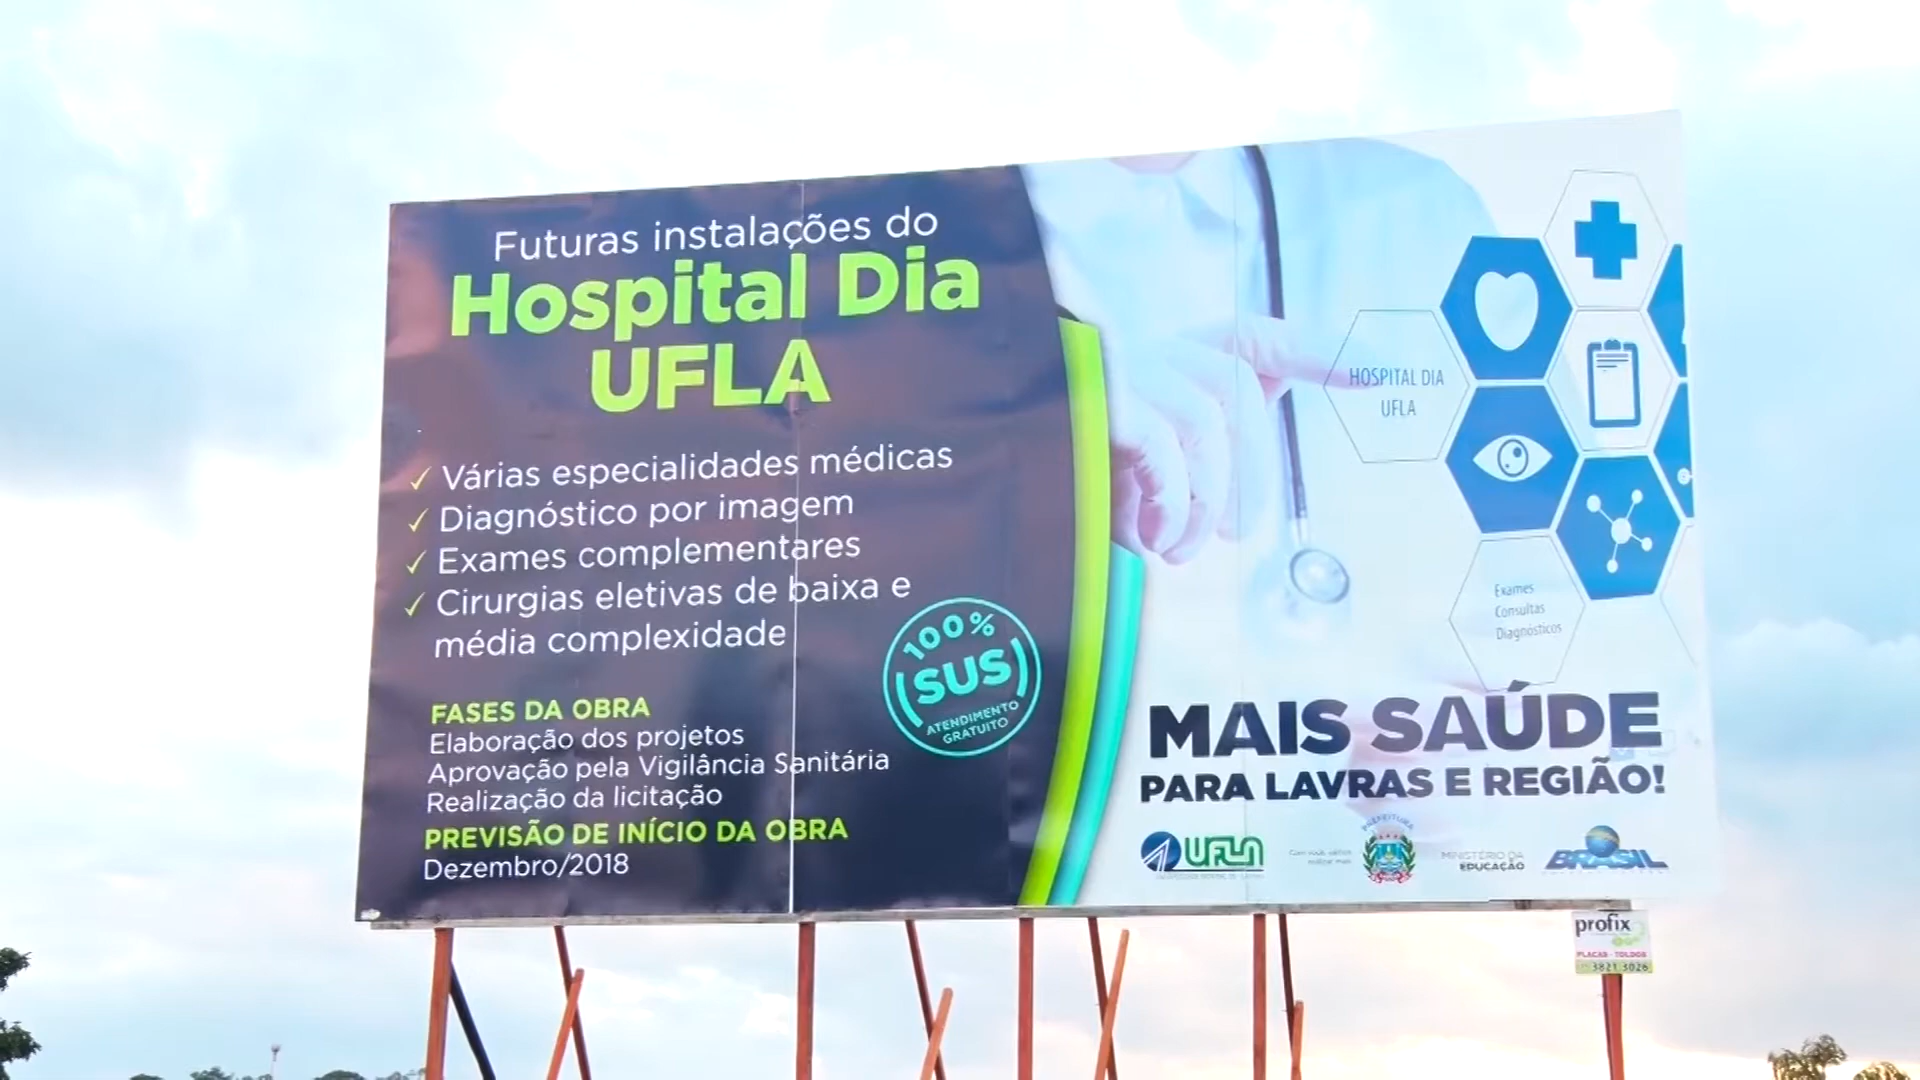 Futuras instalações do
Hospital Dia
UFLA
✓ Várias especialidades médicas
✓ Diagnóstico por imagem
✓ Exames complementares
✓ Cirurgias eletivas de baixa e
média complexidade
100%
SUS
ATENDIMENTO
GRATUITO
FASES DA OBRA
Elaboração dos projetos
Aprovação pela Vigilância Sanitária
Realização da licitação
PREVISÃO DE INÍCIO DA OBRA
Dezembro/2018
HOSPITAL DIA
UFLA
Exames
Consultas
Diagnósticos
MAIS SAÚDE
PARA LAVRAS E REGIÃO!
UFLA
PREFEITURA
MINISTÉRIO DA
EDUCAÇÃO
BRASIL
profix
PLACAS - TOLDOS
3821 3026